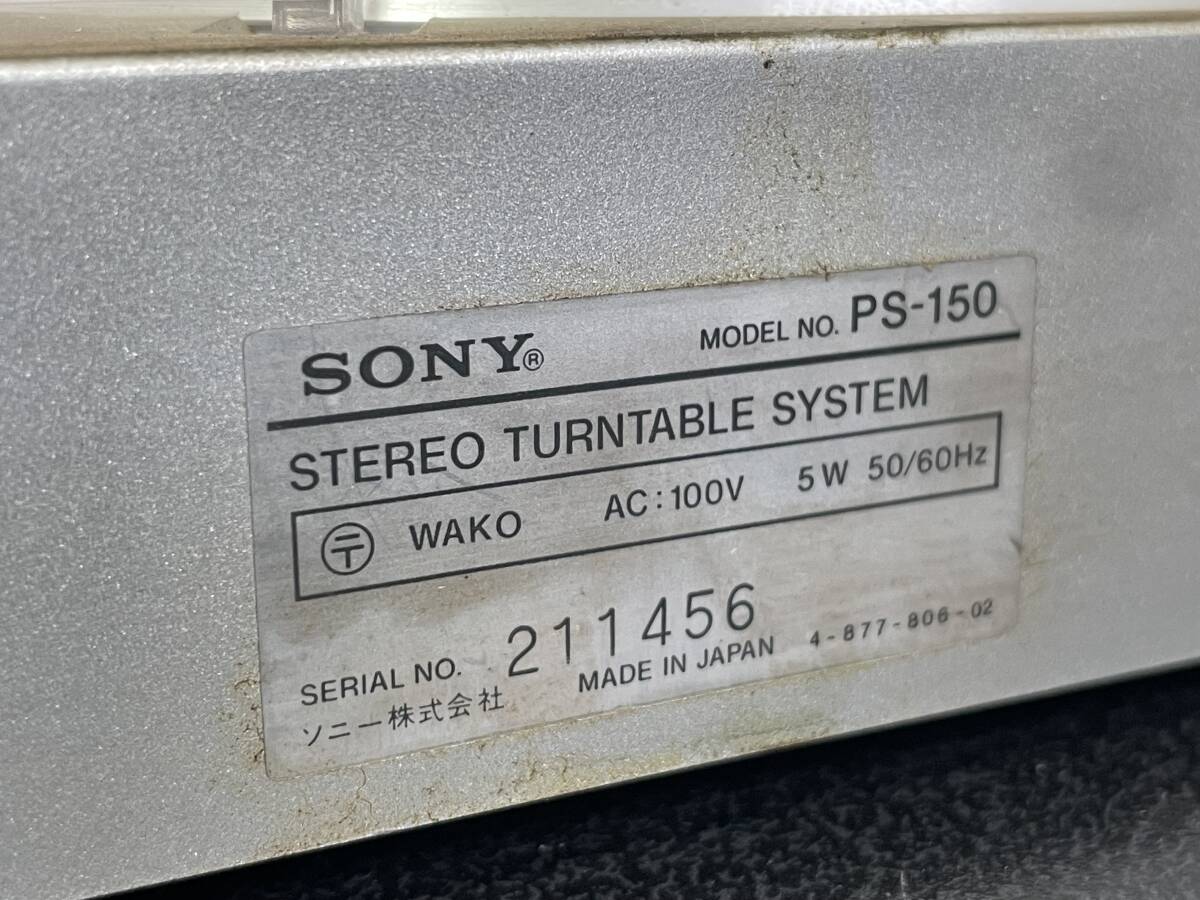 SONY® MODEL NO. PS-150
STEREO TURNTABLE SYSTEM
〒 WAKO AC:100V 5W 50/60Hz
SERIAL NO. 211456
ソニー株式会社 MADE IN JAPAN 4-877-806-02